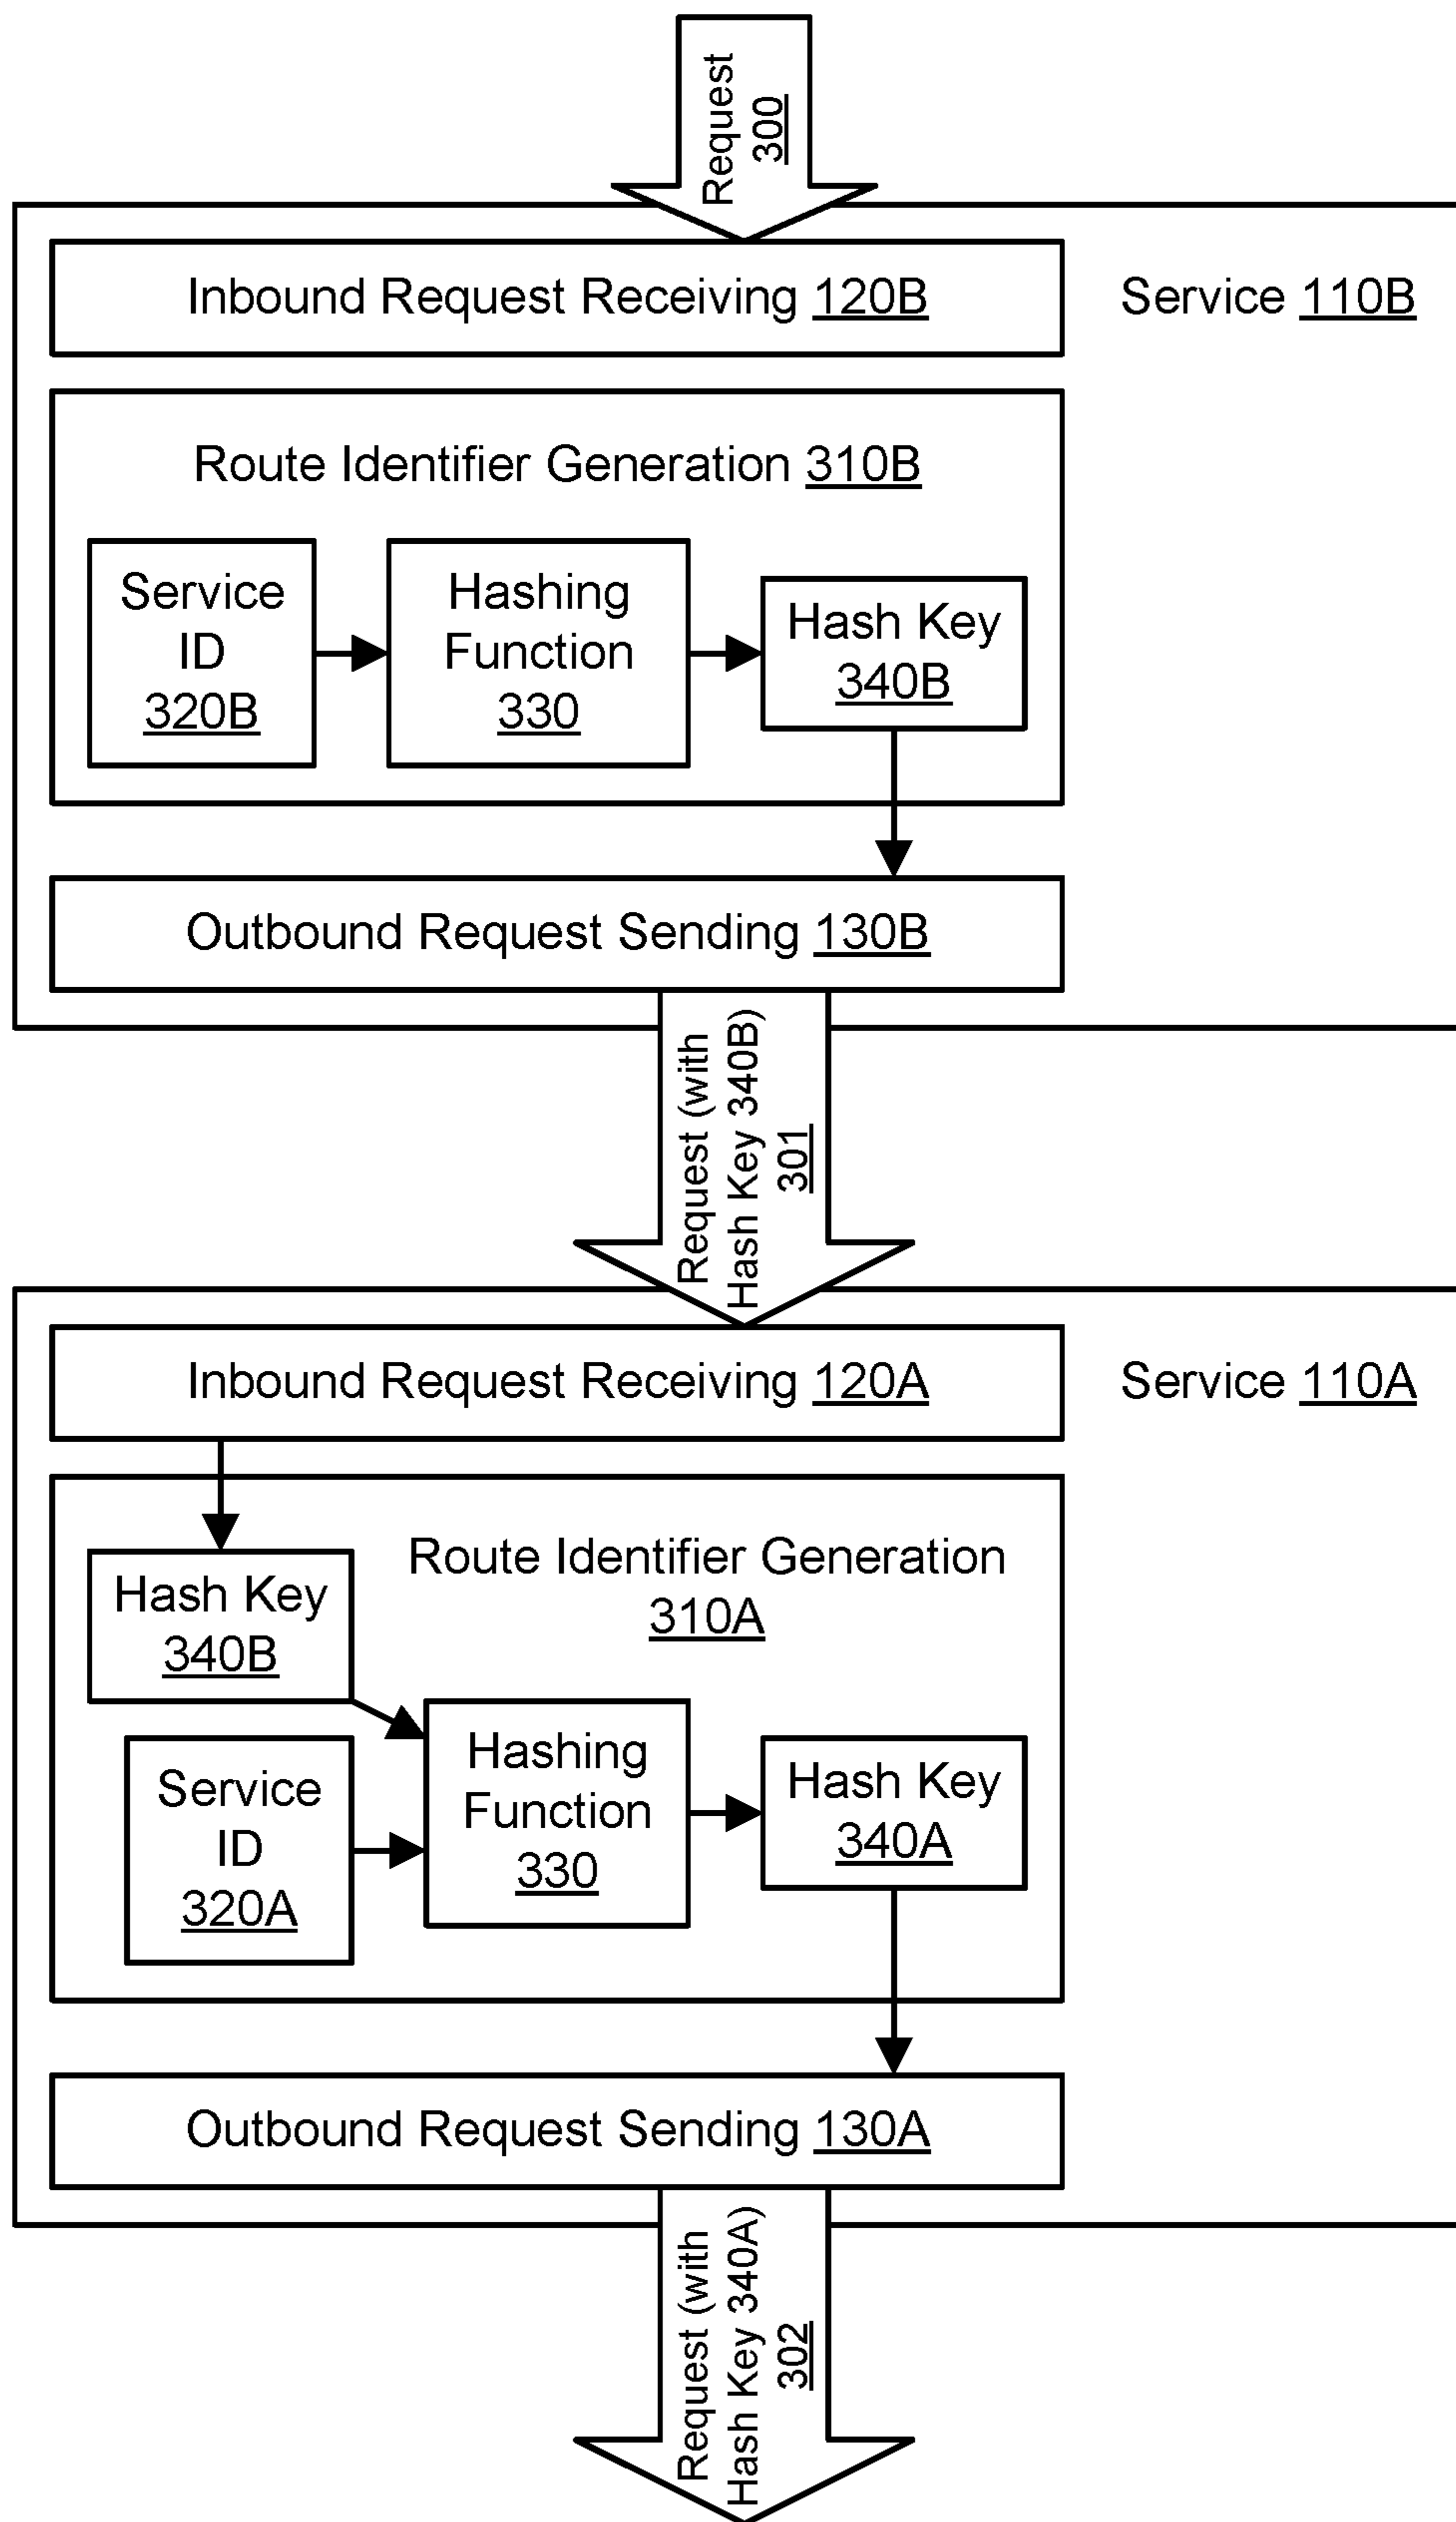 Request
300
Inbound Request Receiving 120B
Service 110B
Route Identifier Generation 310B
Service
ID
320B
Hashing
Function
330
Hash Key
340B
Outbound Request Sending 130B
Request (with
Hash Key 340B)
301
Inbound Request Receiving 120A
Service 110A
Route Identifier Generation
310A
Hash Key
340B
Service
ID
320A
Hashing
Function
330
Hash Key
340A
Outbound Request Sending 130A
Request (with
Hash Key 340A)
302